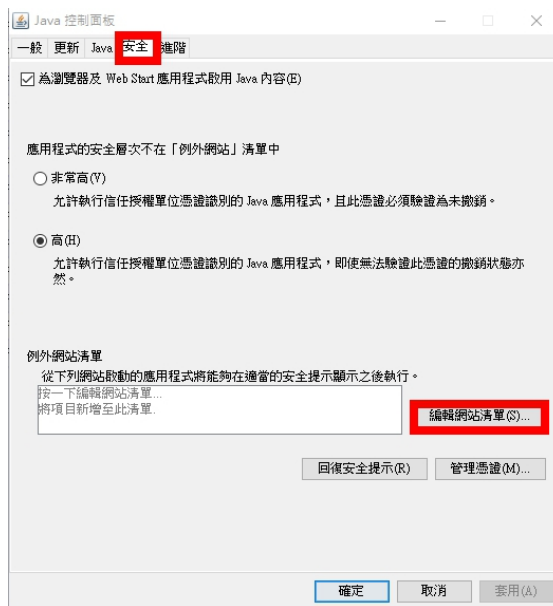 Java 控制面板
一般 更新 Java 安全 進階
為瀏覽器及 Web Start 應用程式啟用 Java 內容(E)
應用程式的安全層次不在「例外網站」清單中
非常高(V)
允許執行信任授權單位憑證識別的 Java 應用程式，且此憑證必須驗證為未撤銷。
高(H)
允許執行信任授權單位憑證識別的 Java 應用程式，即使無法驗證此憑證的撤銷狀態亦
然。
例外網站清單
從下列網站啟動的應用程式將能夠在適當的安全提示顯示之後執行。
按一下編輯網站清單...
將項目新增至此清單.
編輯網站清單(S)...
回復安全提示(R) 管理憑證(M)...
確定 取消 套用(A)